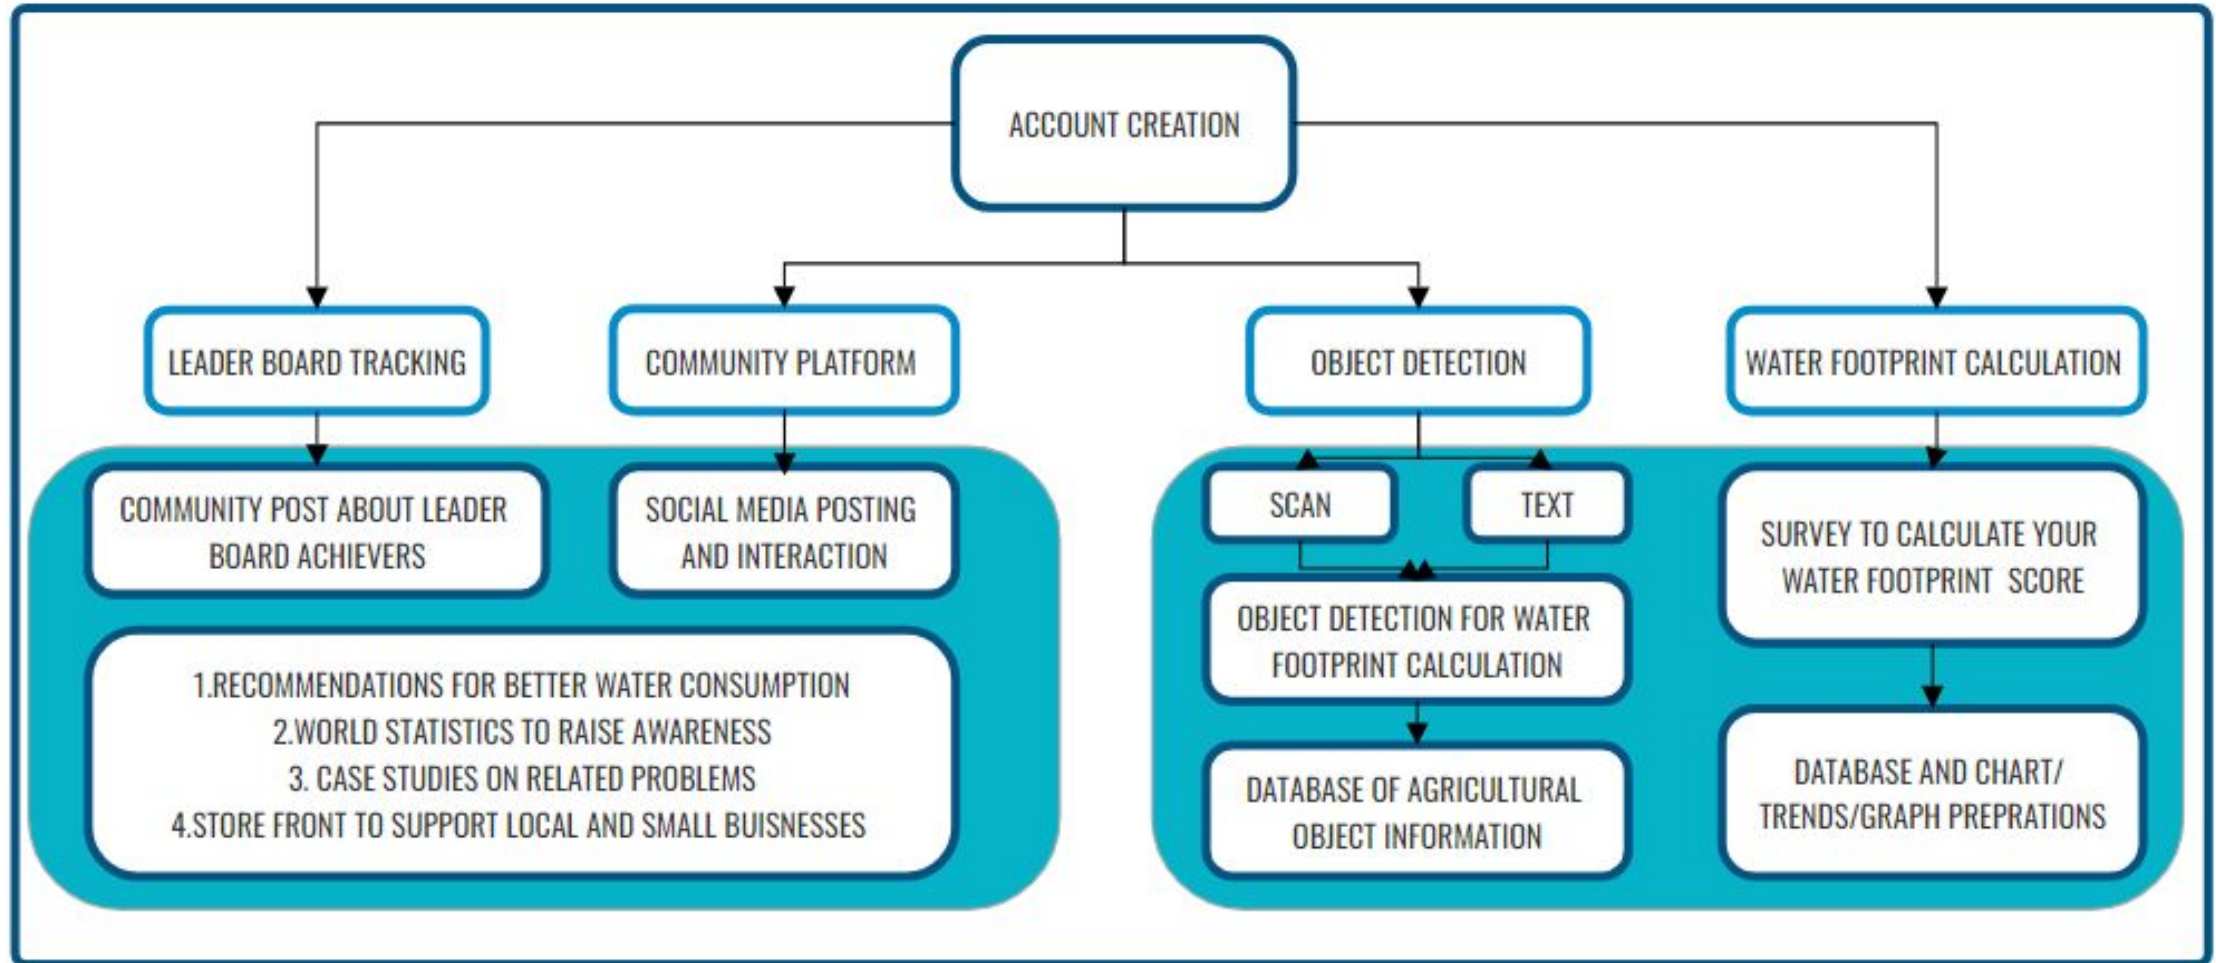 ACCOUNT CREATION
LEADER BOARD TRACKING
COMMUNITY PLATFORM
OBJECT DETECTION
WATER FOOTPRINT CALCULATION
COMMUNITY POST ABOUT LEADER
BOARD ACHIEVERS
SOCIAL MEDIA POSTING
AND INTERACTION
1.RECOMMENDATIONS FOR BETTER WATER CONSUMPTION
2.WORLD STATISTICS TO RAISE AWARENESS
3. CASE STUDIES ON RELATED PROBLEMS
4.STORE FRONT TO SUPPORT LOCAL AND SMALL BUISNESSES
SCAN
TEXT
OBJECT DETECTION FOR WATER
FOOTPRINT CALCULATION
DATABASE OF AGRICULTURAL
OBJECT INFORMATION
SURVEY TO CALCULATE YOUR
WATER FOOTPRINT  SCORE
DATABASE AND CHART/
TRENDS/GRAPH PREPRATIONS